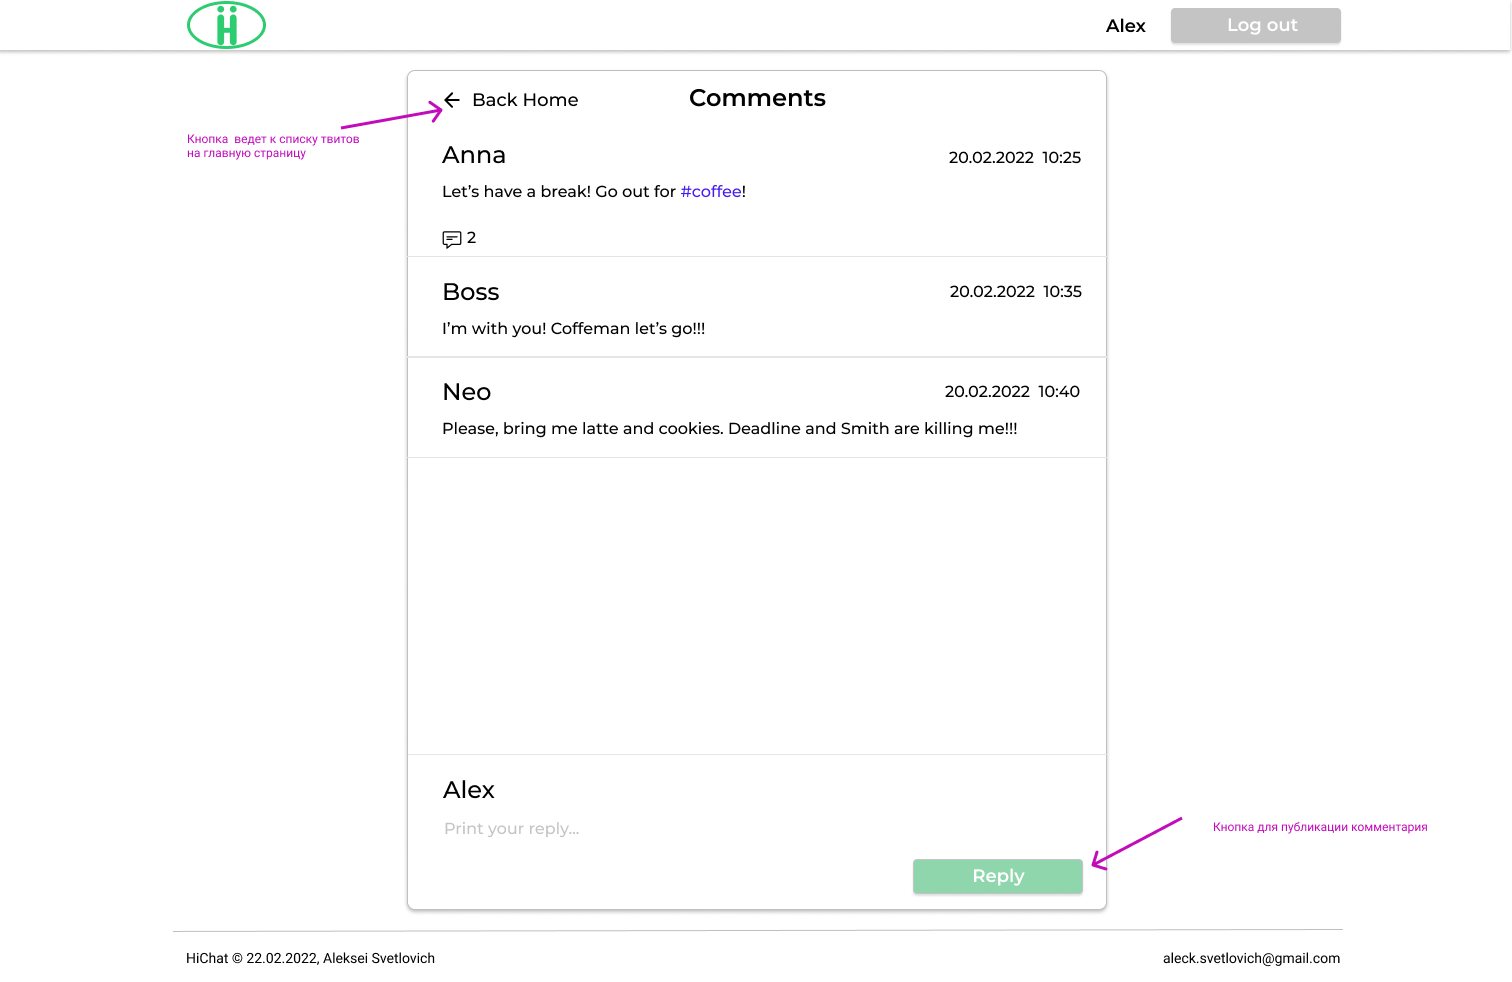 Hi
Alex
Log out
Back Home
Comments
Кнопка ведет к списку твитов
на главную страницу
Anna
20.02.2022 10:25
Let’s have a break! Go out for #coffee!
2
Boss
20.02.2022 10:35
I’m with you! Coffeman let’s go!!!
Neo
20.02.2022 10:40
Please, bring me latte and cookies. Deadline and Smith are killing me!!!
Alex
Print your reply...
Кнопка для публикации комментария
Reply
HiChat © 22.02.2022, Aleksei Svetlovich
aleck.svetlovich@gmail.com